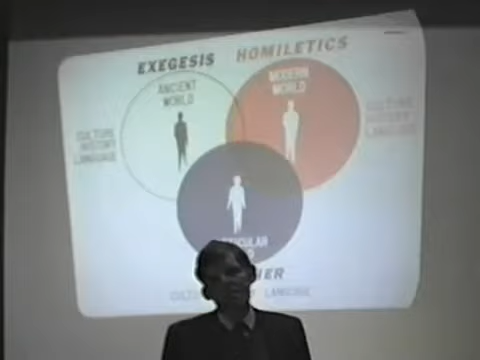 EXEGESIS
HOMILETICS
ANCIENT
WORLD
MODERN
WORLD
CULTURE
HISTORY
LANGUAGE
CULTURE
HISTORY
LANGUAGE
LANGUAGE